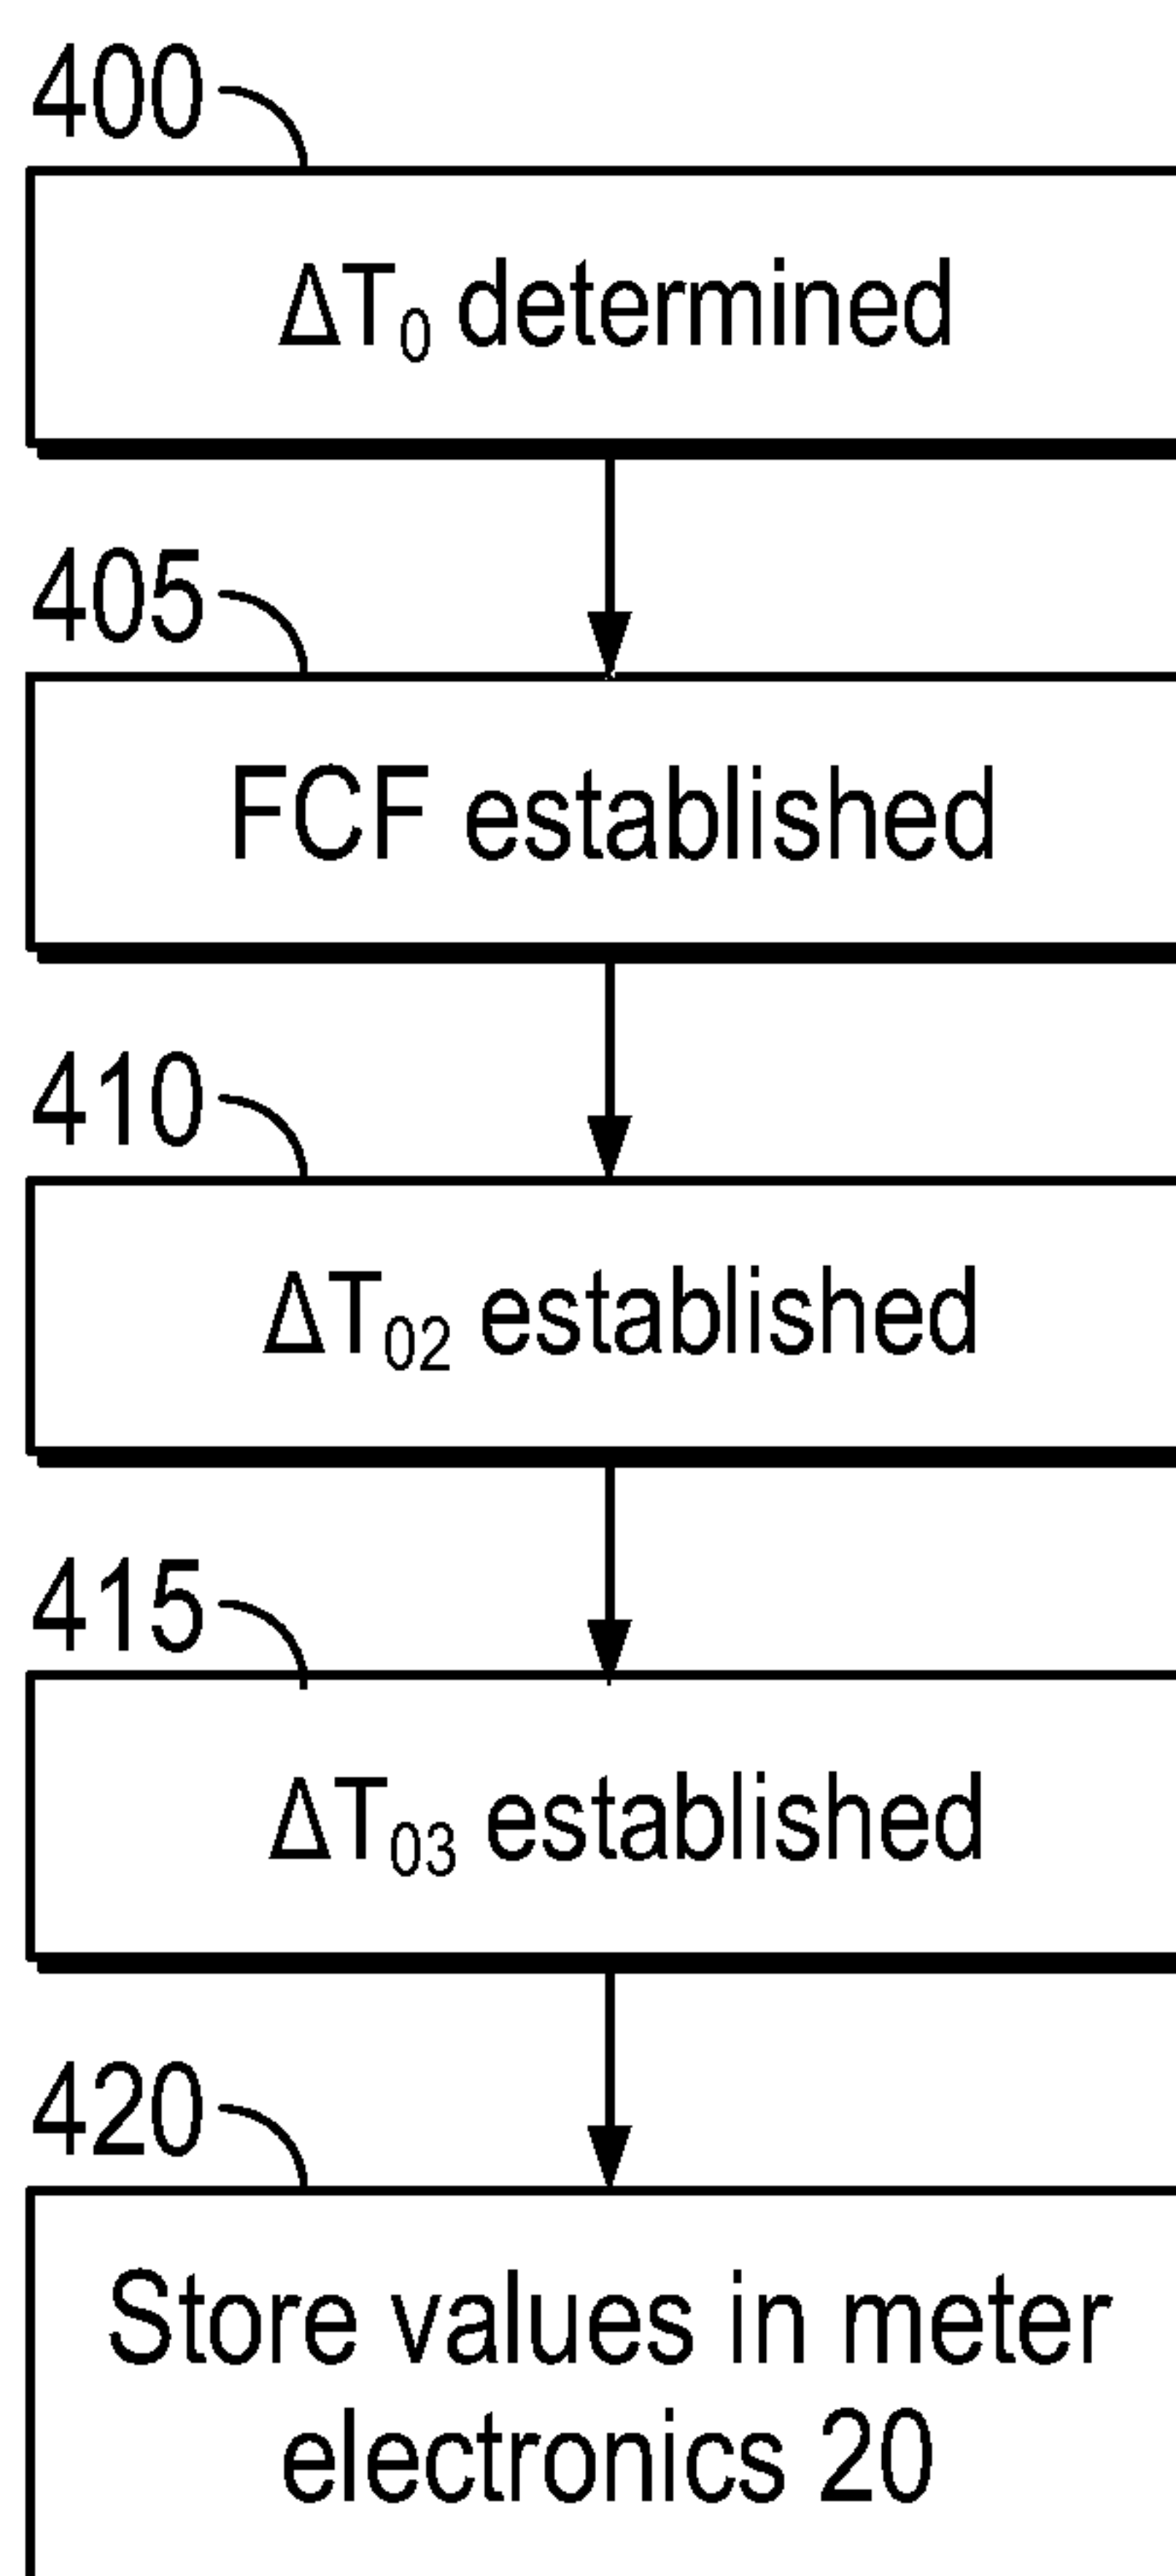 400
ΔT₀ determined
405
FCF established
410
ΔT₀₂ established
415
ΔT₀₃ established
420
Store values in meter
electronics 20